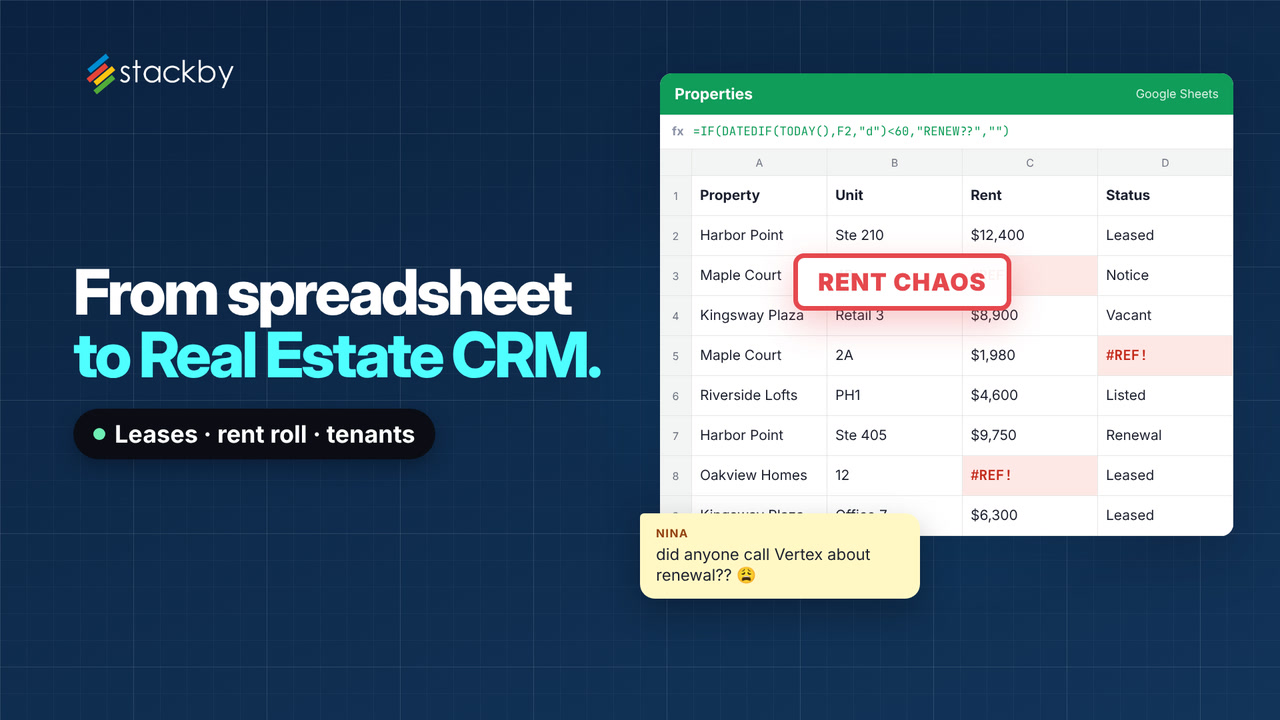 stackby
From spreadsheet
to Real Estate CRM.
Leases · rent roll · tenants
Properties
Google Sheets
fx =IF(DATEDIF(TODAY(),F2,"d")<60,"RENEW??","")
A B C D
1 Property Unit Rent Status
2 Harbor Point Ste 210 $12,400 Leased
3 Maple Court Notice
RENT CHAOS
4 Kingsway Plaza Retail 3 $8,900 Vacant
5 Maple Court 2A $1,980 #REF!
6 Riverside Lofts PH1 $4,600 Listed
7 Harbor Point Ste 405 $9,750 Renewal
8 Oakview Homes 12 #REF! Leased
Kingsway Plaza Office 7 $6,300 Leased
NINA
did anyone call Vertex about
renewal?? 😩